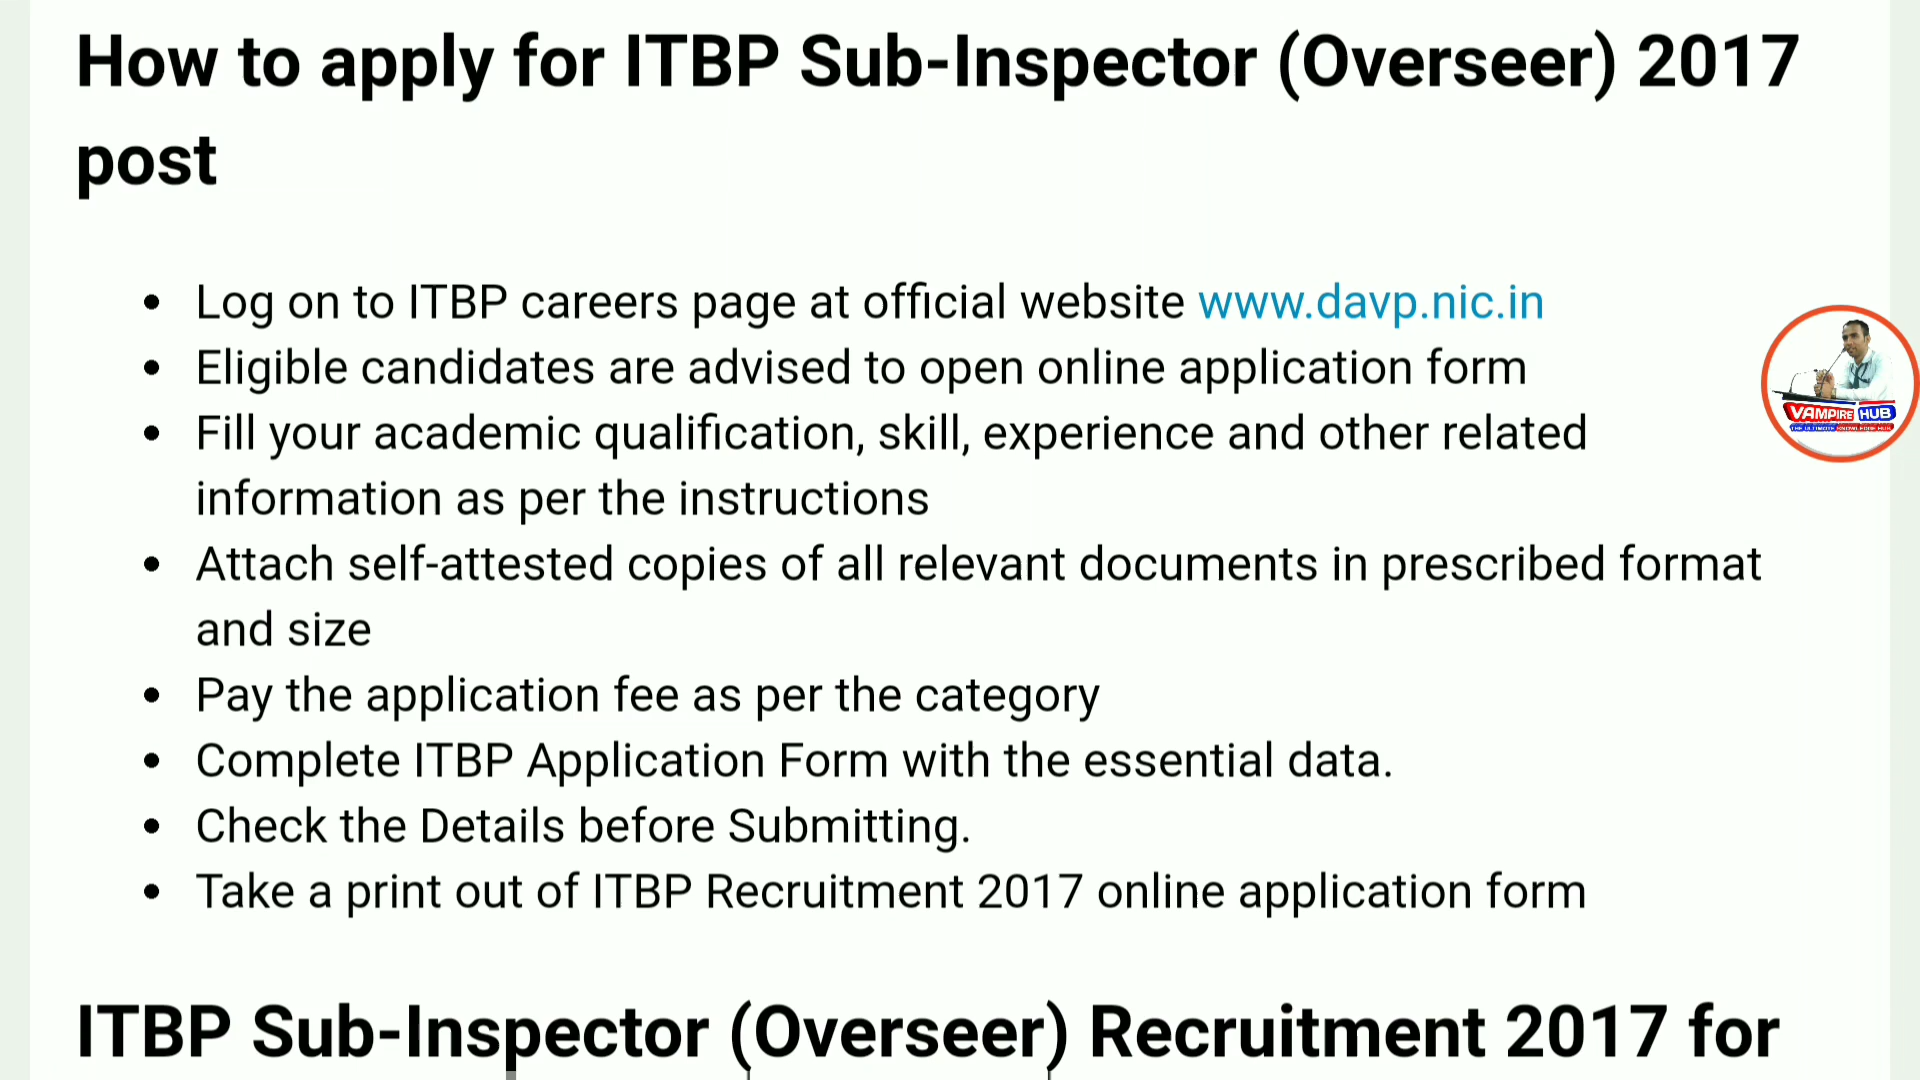 How to apply for ITBP Sub-Inspector (Overseer) 2017
post
• Log on to ITBP careers page at official website www.davp.nic.in
• Eligible candidates are advised to open online application form
• Fill your academic qualification, skill, experience and other related
information as per the instructions
• Attach self-attested copies of all relevant documents in prescribed format
and size
• Pay the application fee as per the category
• Complete ITBP Application Form with the essential data.
• Check the Details before Submitting.
• Take a print out of ITBP Recruitment 2017 online application form
VAMPIRE HUB
THE ULTIMATE KNOWLEDGE HUB
ITBP Sub-Inspector (Overseer) Recruitment 2017 for